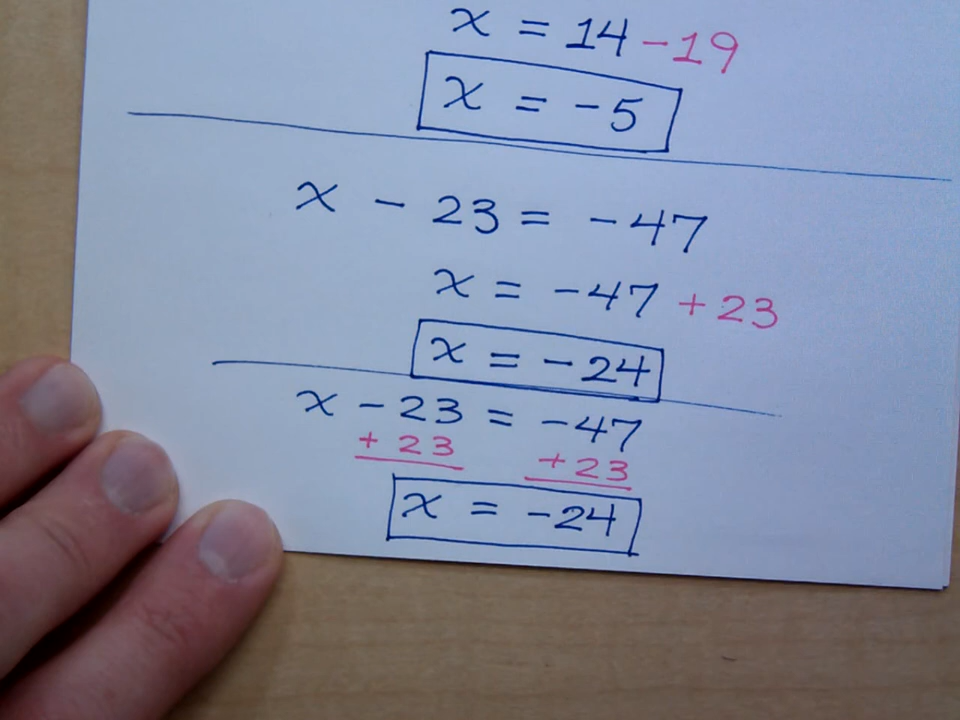 x = 14 - 19
x = -5
x - 23 = -47
x = -47 + 23
x = -24
x - 23 = -47
+ 23 + 23
x = -24